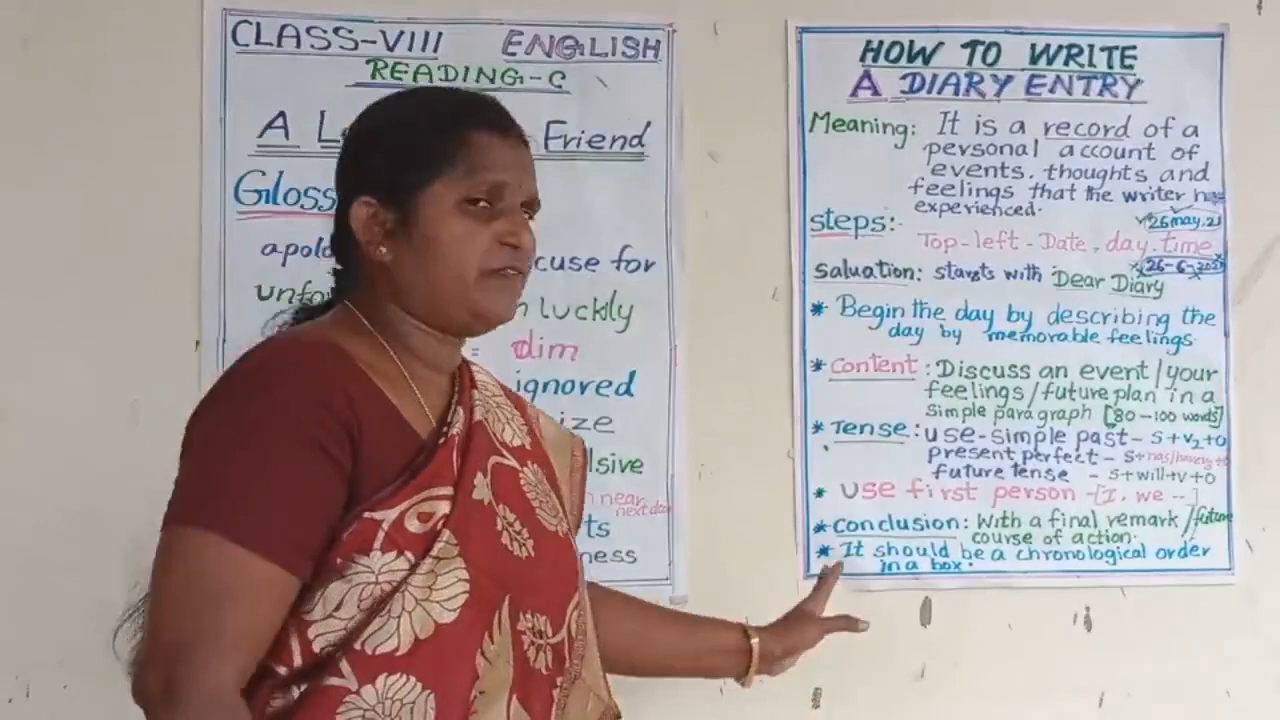 CLASS-VIII ENGLISH
READING-C
A L Friend
Gloss
apolo cuse for
unfo luckly
= dim
ignored
ize
lsive
near
next door
ts
ness
HOW TO WRITE
A DIARY ENTRY
Meaning: It is a record of a
personal account of
events. thoughts and
feelings that the writer has
experienced.
steps:
26 may. 21
Top-left-Date, day, time
26-6-2021
saluation: starts with Dear Diary
* Begin the day by describing the
day by memorable feelings.
* content: Discuss an event/your
feelings/future plan in a
simple paragraph [80-100 words]
* Tense: use-simple past- S+V2+O
present perfect - S+has/have
future tense - S+will+V+O
* use first person -[I, we --]
* conclusion: With a final remark/future
course of action.
* It should be a chronological order
in a box.